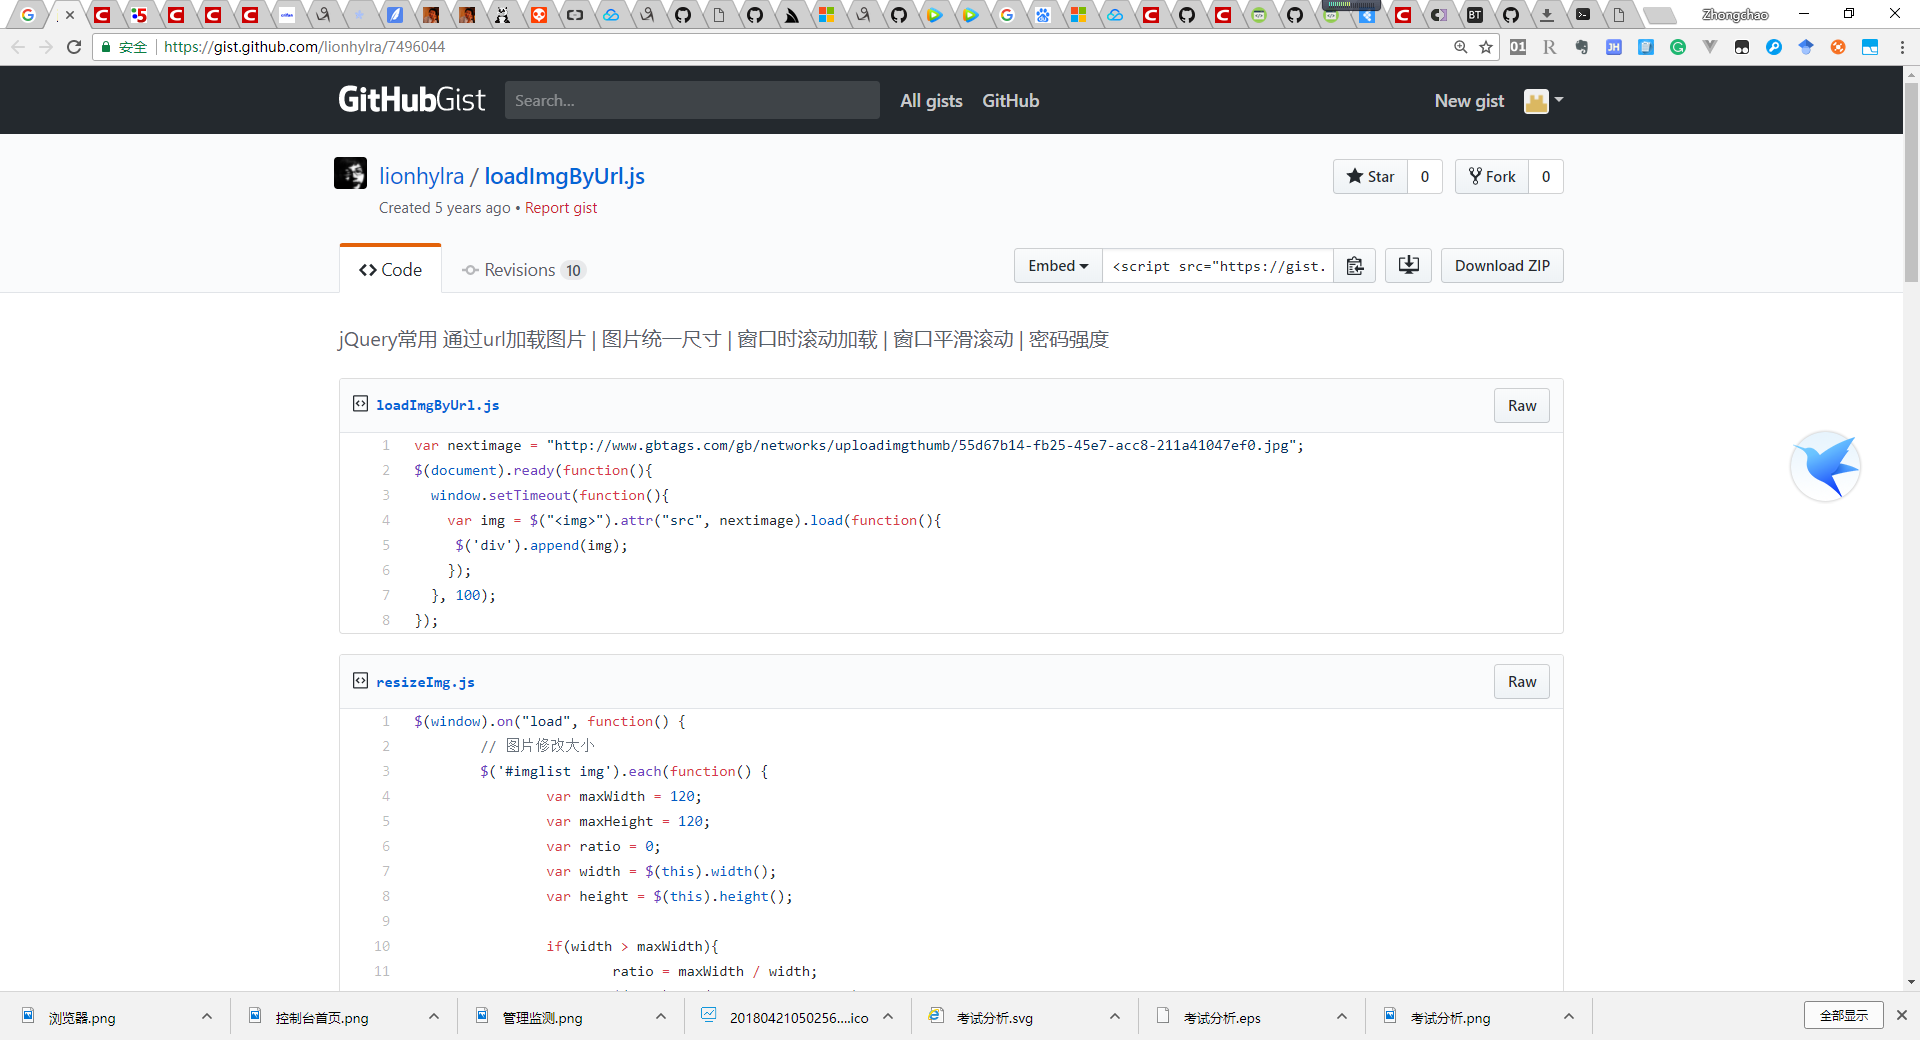 Zhongchao
安全 https://gist.github.com/lionhylra/7496044
GitHubGist Search... All gists GitHub New gist
lionhylra / loadImgByUrl.js
Star 0 Fork 0
Created 5 years ago • Report gist
Code Revisions 10 Embed <script src="https://gist. Download ZIP
jQuery常用 通过url加载图片 | 图片统一尺寸 | 窗口时滚动加载 | 窗口平滑滚动 | 密码强度
loadImgByUrl.js Raw
1 var nextimage = "http://www.gbtags.com/gb/networks/uploadimgthumb/55d67b14-fb25-45e7-acc8-211a41047ef0.jpg";
2 $(document).ready(function(){
3 window.setTimeout(function(){
4 var img = $("<img>").attr("src", nextimage).load(function(){
5 $('div').append(img);
6 });
7 }, 100);
8 });
resizeImg.js Raw
1 $(window).on("load", function() {
2 // 图片修改大小
3 $('#imglist img').each(function() {
4 var maxWidth = 120;
5 var maxHeight = 120;
6 var ratio = 0;
7 var width = $(this).width();
8 var height = $(this).height();
9
10 if(width > maxWidth){
11 ratio = maxWidth / width;
浏览器.png 控制台首页.png 管理监测.png 20180421050256....ico 考试分析.svg 考试分析.eps 考试分析.png 全部显示